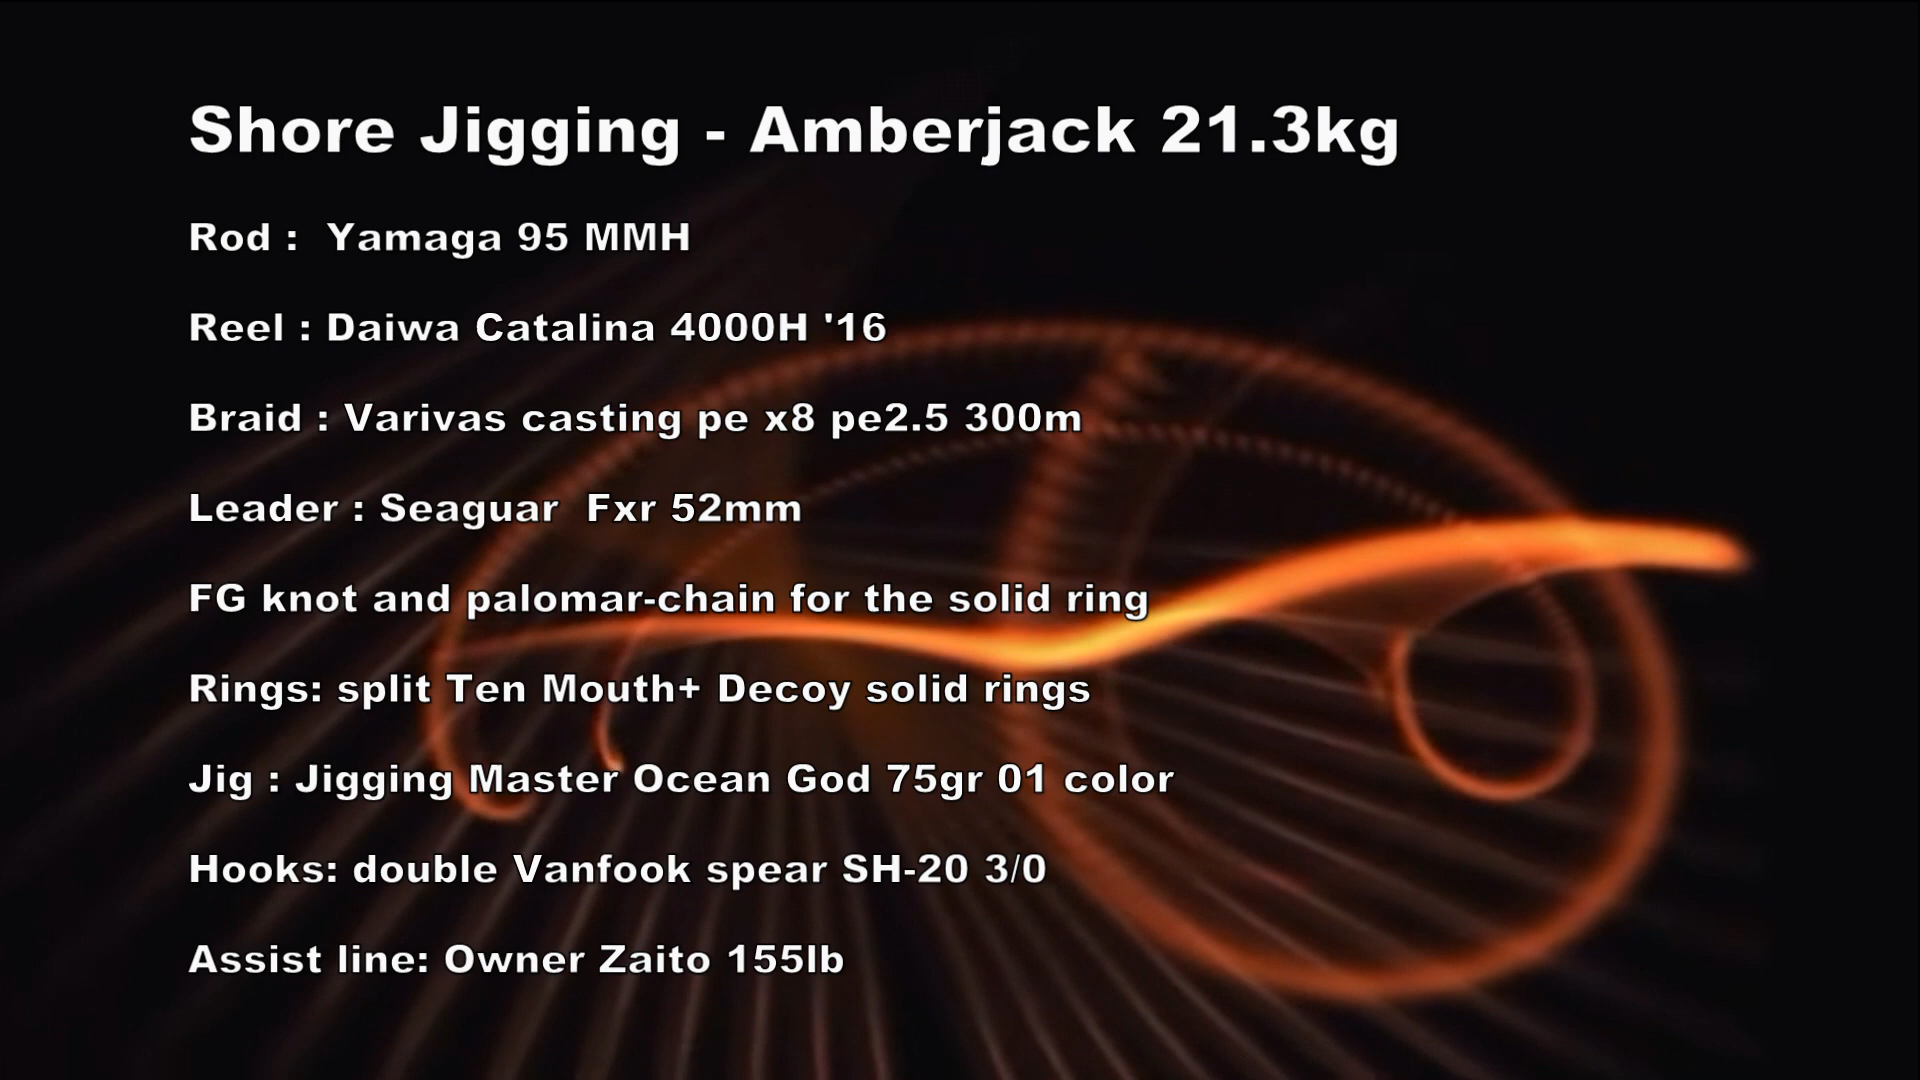 Shore Jigging - Amberjack 21.3kg
Rod :  Yamaga 95 MMH
Reel : Daiwa Catalina 4000H '16
Braid : Varivas casting pe x8 pe2.5 300m
Leader : Seaguar  Fxr 52mm
FG knot and palomar-chain for the solid ring
Rings: split Ten Mouth+ Decoy solid rings
Jig : Jigging Master Ocean God 75gr 01 color
Hooks: double Vanfook spear SH-20 3/0
Assist line: Owner Zaito 155lb